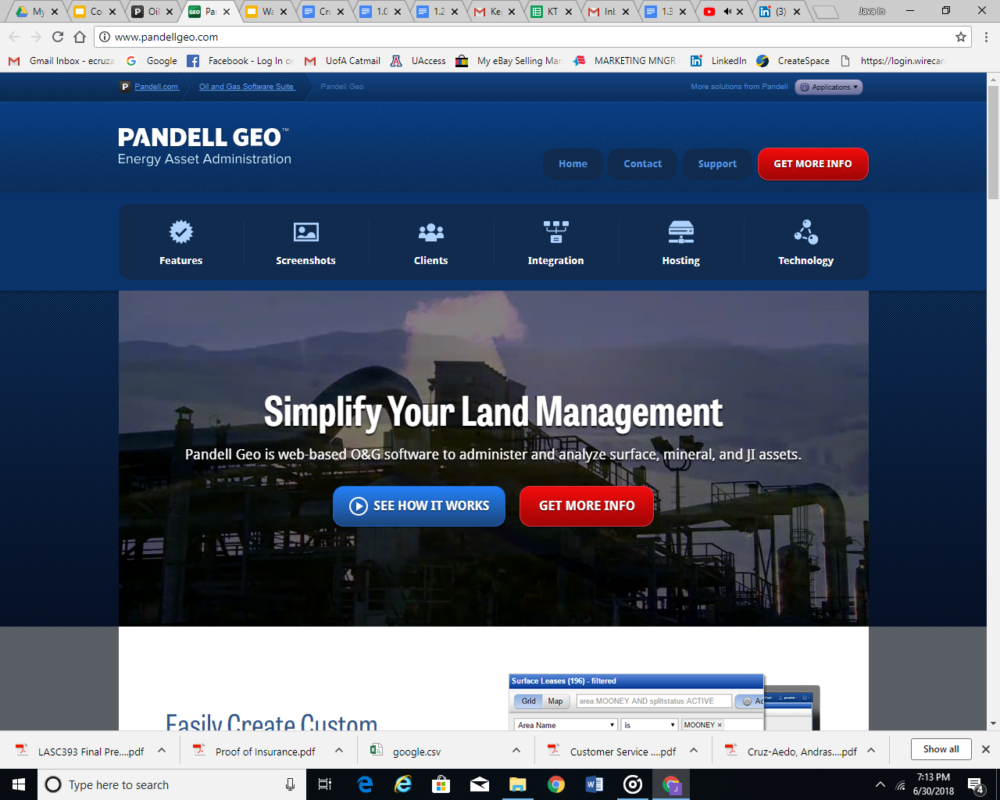 My
Co
Oil
GEO Pa
Wa
Cru
1.0
1.2
Ke
KT
Inb
1.3
(3)
Java In
www.pandellgeo.com
Gmail Inbox - ecruza
Google
Facebook - Log In or
UofA Catmail
UAccess
My eBay Selling Man
MARKETING MNGR
LinkedIn
CreateSpace
https://login.wirecar
P Pandell.com
Oil and Gas Software Suite
Pandell Geo
More solutions from Pandell
Applications
PANDELL GEO™
Energy Asset Administration
Home
Contact
Support
GET MORE INFO
Features
Screenshots
Clients
Integration
Hosting
Technology
Simplify Your Land Management
Pandell Geo is web-based O&G software to administer and analyze surface, mineral, and JI assets.
SEE HOW IT WORKS
GET MORE INFO
Easily Create Custom
Surface Leases (196) - filtered
Grid
Map
area:MOONEY AND splitstatus:ACTIVE
Ac
Area Name
is
MOONEY ×
LASC393 Final Pre....pdf
Proof of Insurance.pdf
google.csv
Customer Service ....pdf
Cruz-Aedo, Andras....pdf
Show all
Type here to search
7:13 PM
6/30/2018
4